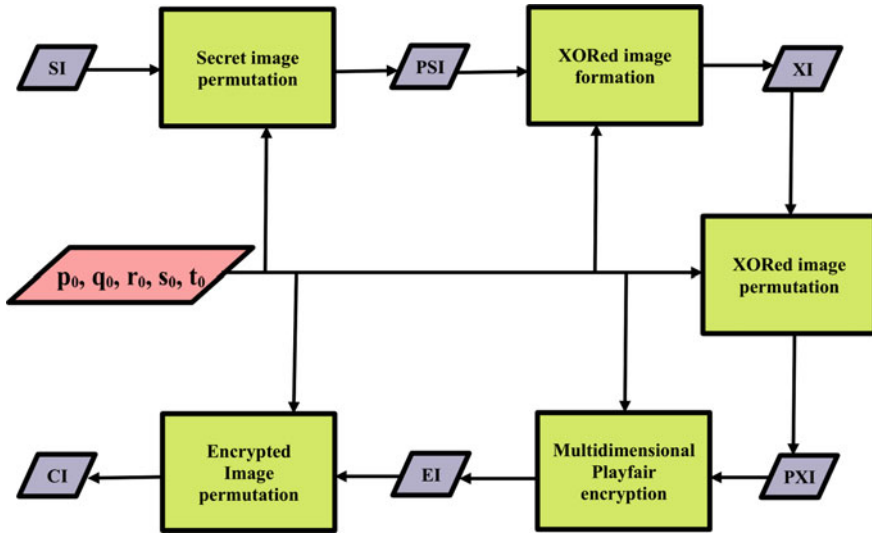 SI
Secret image
permutation
PSI
XORed image
formation
XI
p₀, q₀, r₀, s₀, t₀
XORed image
permutation
CI
Encrypted
Image
permutation
EI
Multidimensional
Playfair
encryption
PXI